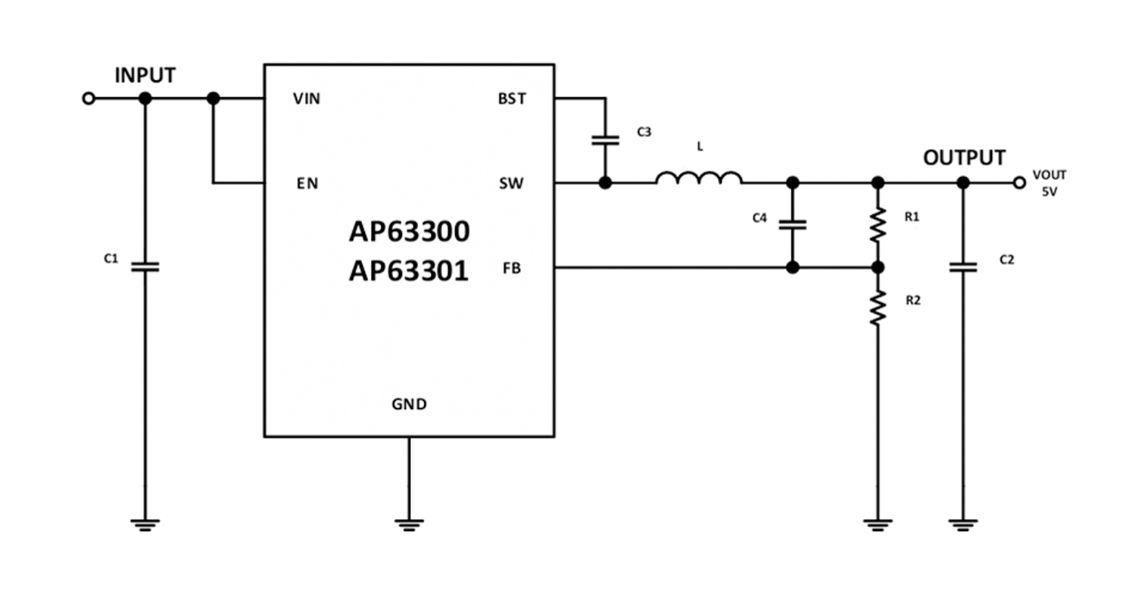 INPUT
VIN
BST
C3
L
OUTPUT
VOUT
5V
EN
SW
C4
R1
AP63300
AP63301
FB
C1
C2
R2
GND